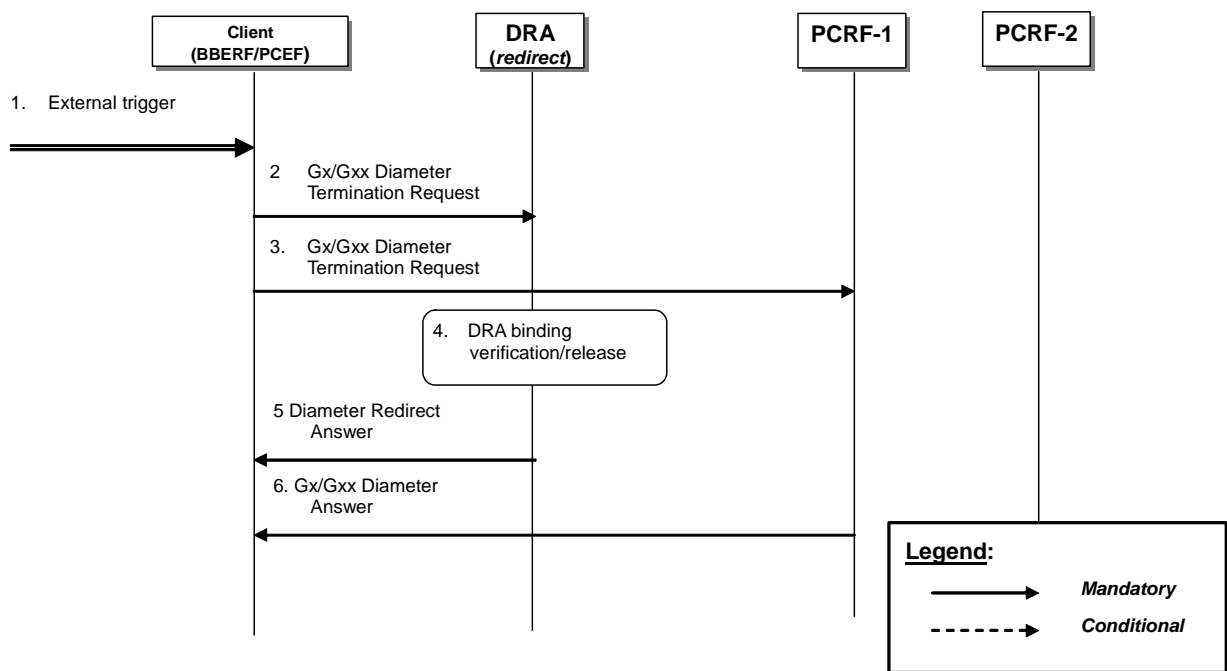 Client
(BBERF/PCEF)
DRA
(redirect)
PCRF-1
PCRF-2
1. External trigger
2 Gx/Gxx Diameter
Termination Request
3. Gx/Gxx Diameter
Termination Request
4. DRA binding
verification/release
5 Diameter Redirect
Answer
6. Gx/Gxx Diameter
Answer
Legend:
Mandatory
Conditional